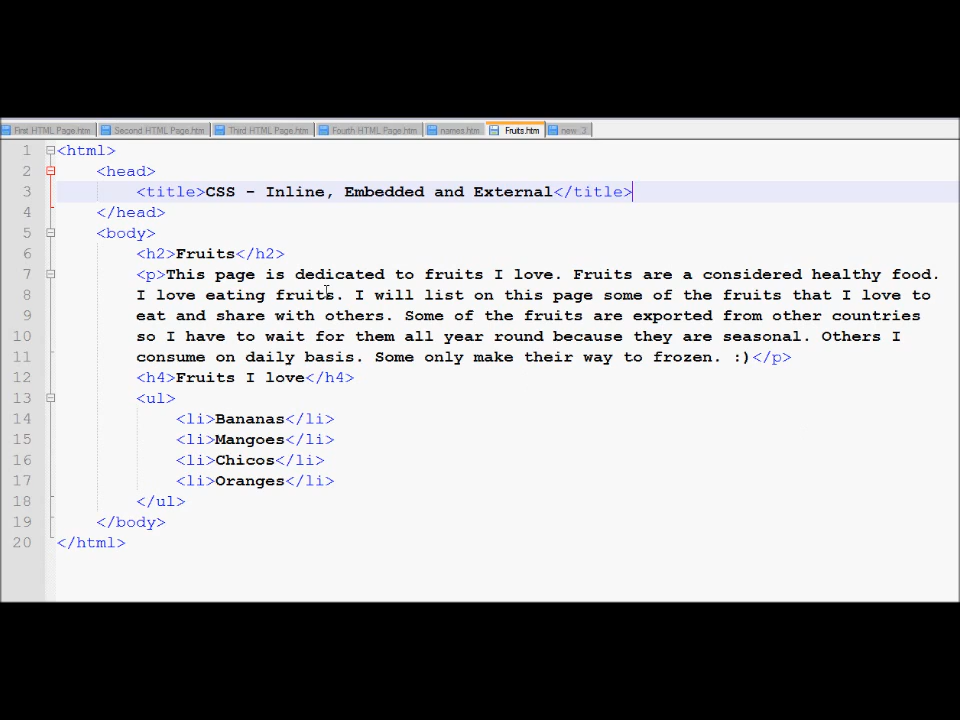 First HTML Page.htm Second HTML Page.htm Third HTML Page.htm Fourth HTML Page.htm names.htm Fruits.htm new 3
1 <html>
2 <head>
3 <title>CSS - Inline, Embedded and External</title>
4 </head>
5 <body>
6 <h2>Fruits</h2>
7 <p>This page is dedicated to fruits I love. Fruits are a considered healthy food.
8 I love eating fruits. I will list on this page some of the fruits that I love to
9 eat and share with others. Some of the fruits are exported from other countries
10 so I have to wait for them all year round because they are seasonal. Others I
11 consume on daily basis. Some only make their way to frozen. :)</p>
12 <h4>Fruits I love</h4>
13 <ul>
14 <li>Bananas</li>
15 <li>Mangoes</li>
16 <li>Chicos</li>
17 <li>Oranges</li>
18 </ul>
19 </body>
20 </html>